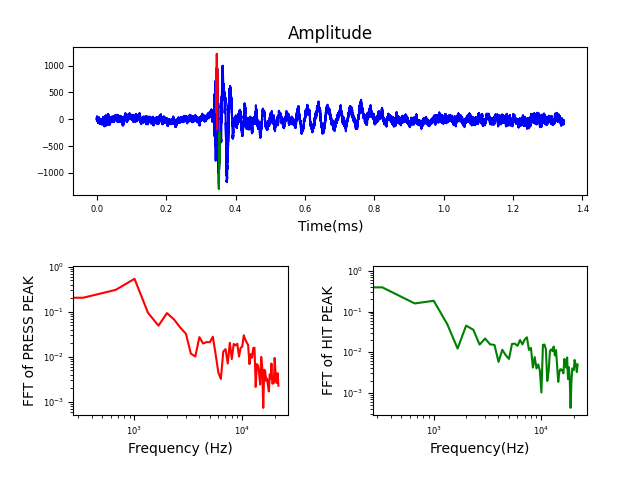 Amplitude
1000
500
0
−500
−1000
0.0 0.2 0.4 0.6 0.8 1.0 1.2 1.4
Time(ms)
FFT of PRESS PEAK
10⁰
10⁻¹
10⁻²
10⁻³
10³ 10⁴
Frequency (Hz)
FFT of HIT PEAK
10⁰
10⁻¹
10⁻²
10⁻³
10³ 10⁴
Frequency(Hz)